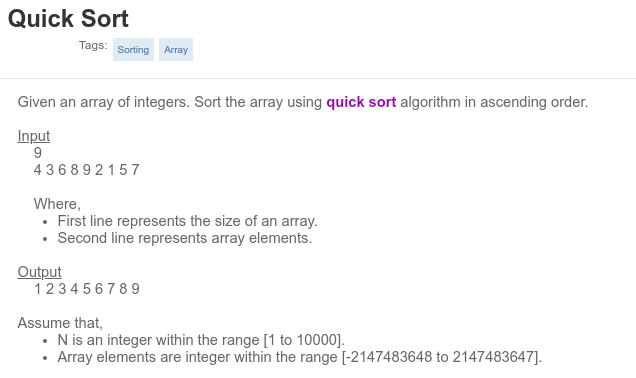 Quick Sort
Tags: Sorting Array
Given an array of integers. Sort the array using quick sort algorithm in ascending order.
Input
9
4 3 6 8 9 2 1 5 7
Where,
• First line represents the size of an array.
• Second line represents array elements.
Output
1 2 3 4 5 6 7 8 9
Assume that,
• N is an integer within the range [1 to 10000].
• Array elements are integer within the range [-2147483648 to 2147483647].